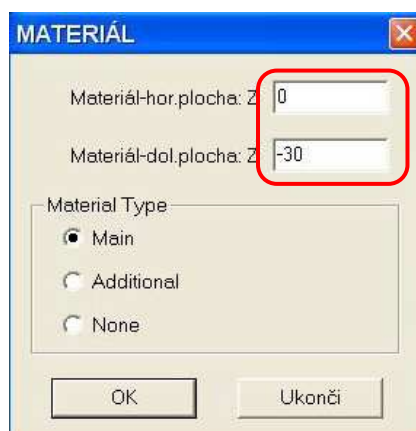 MATERIÁL
Materiál-hor.plocha: Z 0
Materiál-dol.plocha: Z -30
Material Type
Main
Additional
None
OK Ukonči